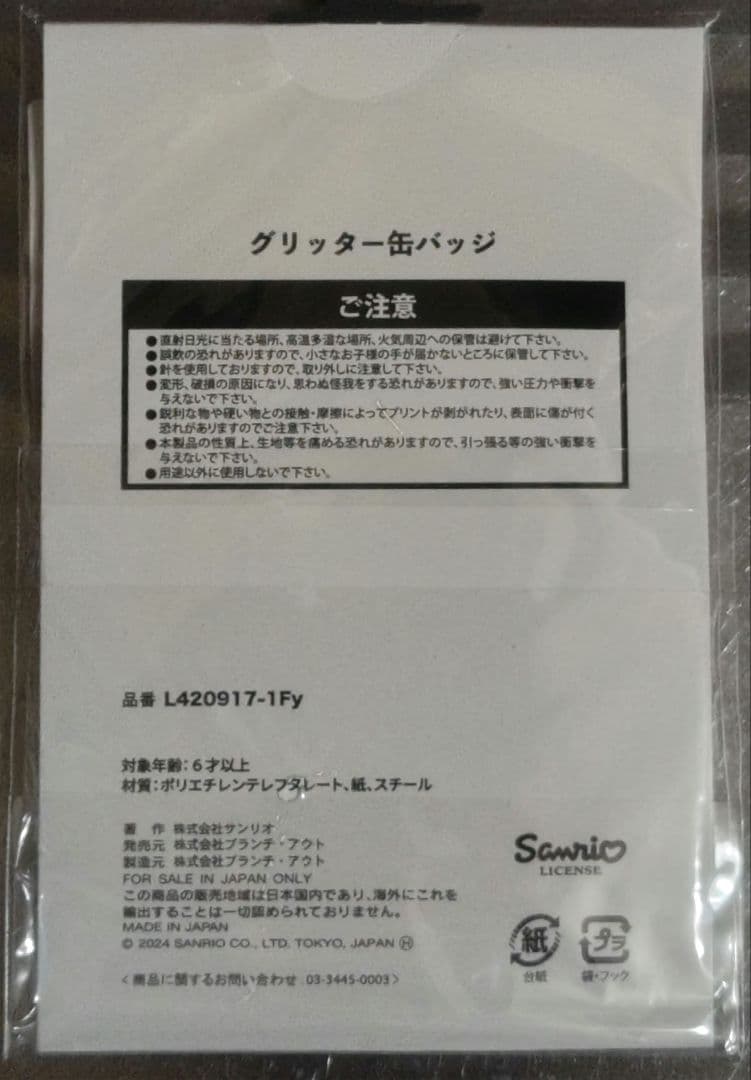 グリッター缶バッジ
ご注意
●直射日光に当たる場所、高温多湿な場所、火気周辺への保管は避けて下さい。
●誤飲の恐れがありますので、小さなお子様の手が届かないところに保管して下さい。
●針を使用しておりますので、取り外しに注意して下さい。
●変形、破損の原因になり、思わぬ怪我をする恐れがありますので、強い圧力や衝撃を
与えないで下さい。
●鋭利な物や硬い物との接触・摩擦によってプリントが剥がれたり、表面に傷が付く
恐れがありますのでご注意下さい。
●本製品の性質上、生地等を痛める恐れがありますので、引っ張る等の強い衝撃を
与えないで下さい。
●用途以外に使用しないで下さい。
品番 L420917-1Fy
対象年齢:6才以上
材質:ポリエチレンテレフタレート、紙、スチール
著 作 株式会社サンリオ
発売元 株式会社ブランチ・アウト
製造元 株式会社ブランチ・アウト
FOR SALE IN JAPAN ONLY
この商品の販売地域は日本国内であり、海外にこれを
輸出することは一切認められておりません。
MADE IN JAPAN
© 2024 SANRIO CO., LTD. TOKYO, JAPAN Ⓗ
<商品に関するお問い合わせ 03-3445-0003>
Sanrio
LICENSE
紙
台紙
プラ
袋・フック